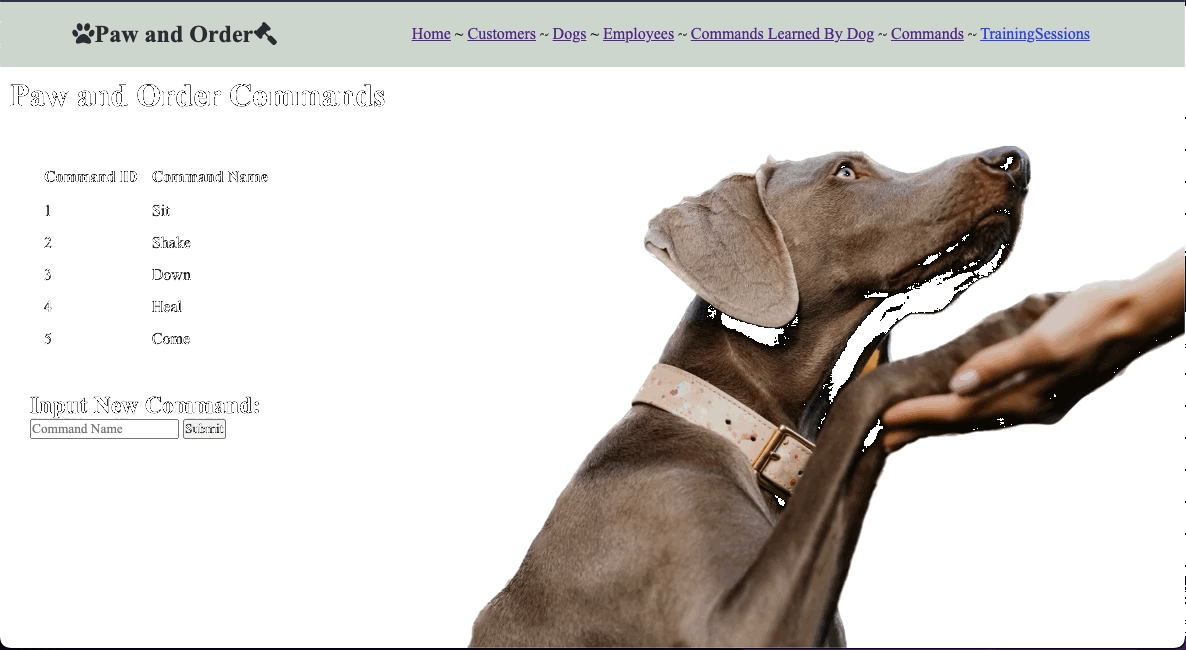 Paw and Order
Home ~ Customers ~ Dogs ~ Employees ~ Commands Learned By Dog ~ Commands ~ TrainingSessions
Paw and Order Commands
Command ID Command Name
1 Sit
2 Shake
3 Down
4 Heal
5 Come
Input New Command:
Command Name Submit